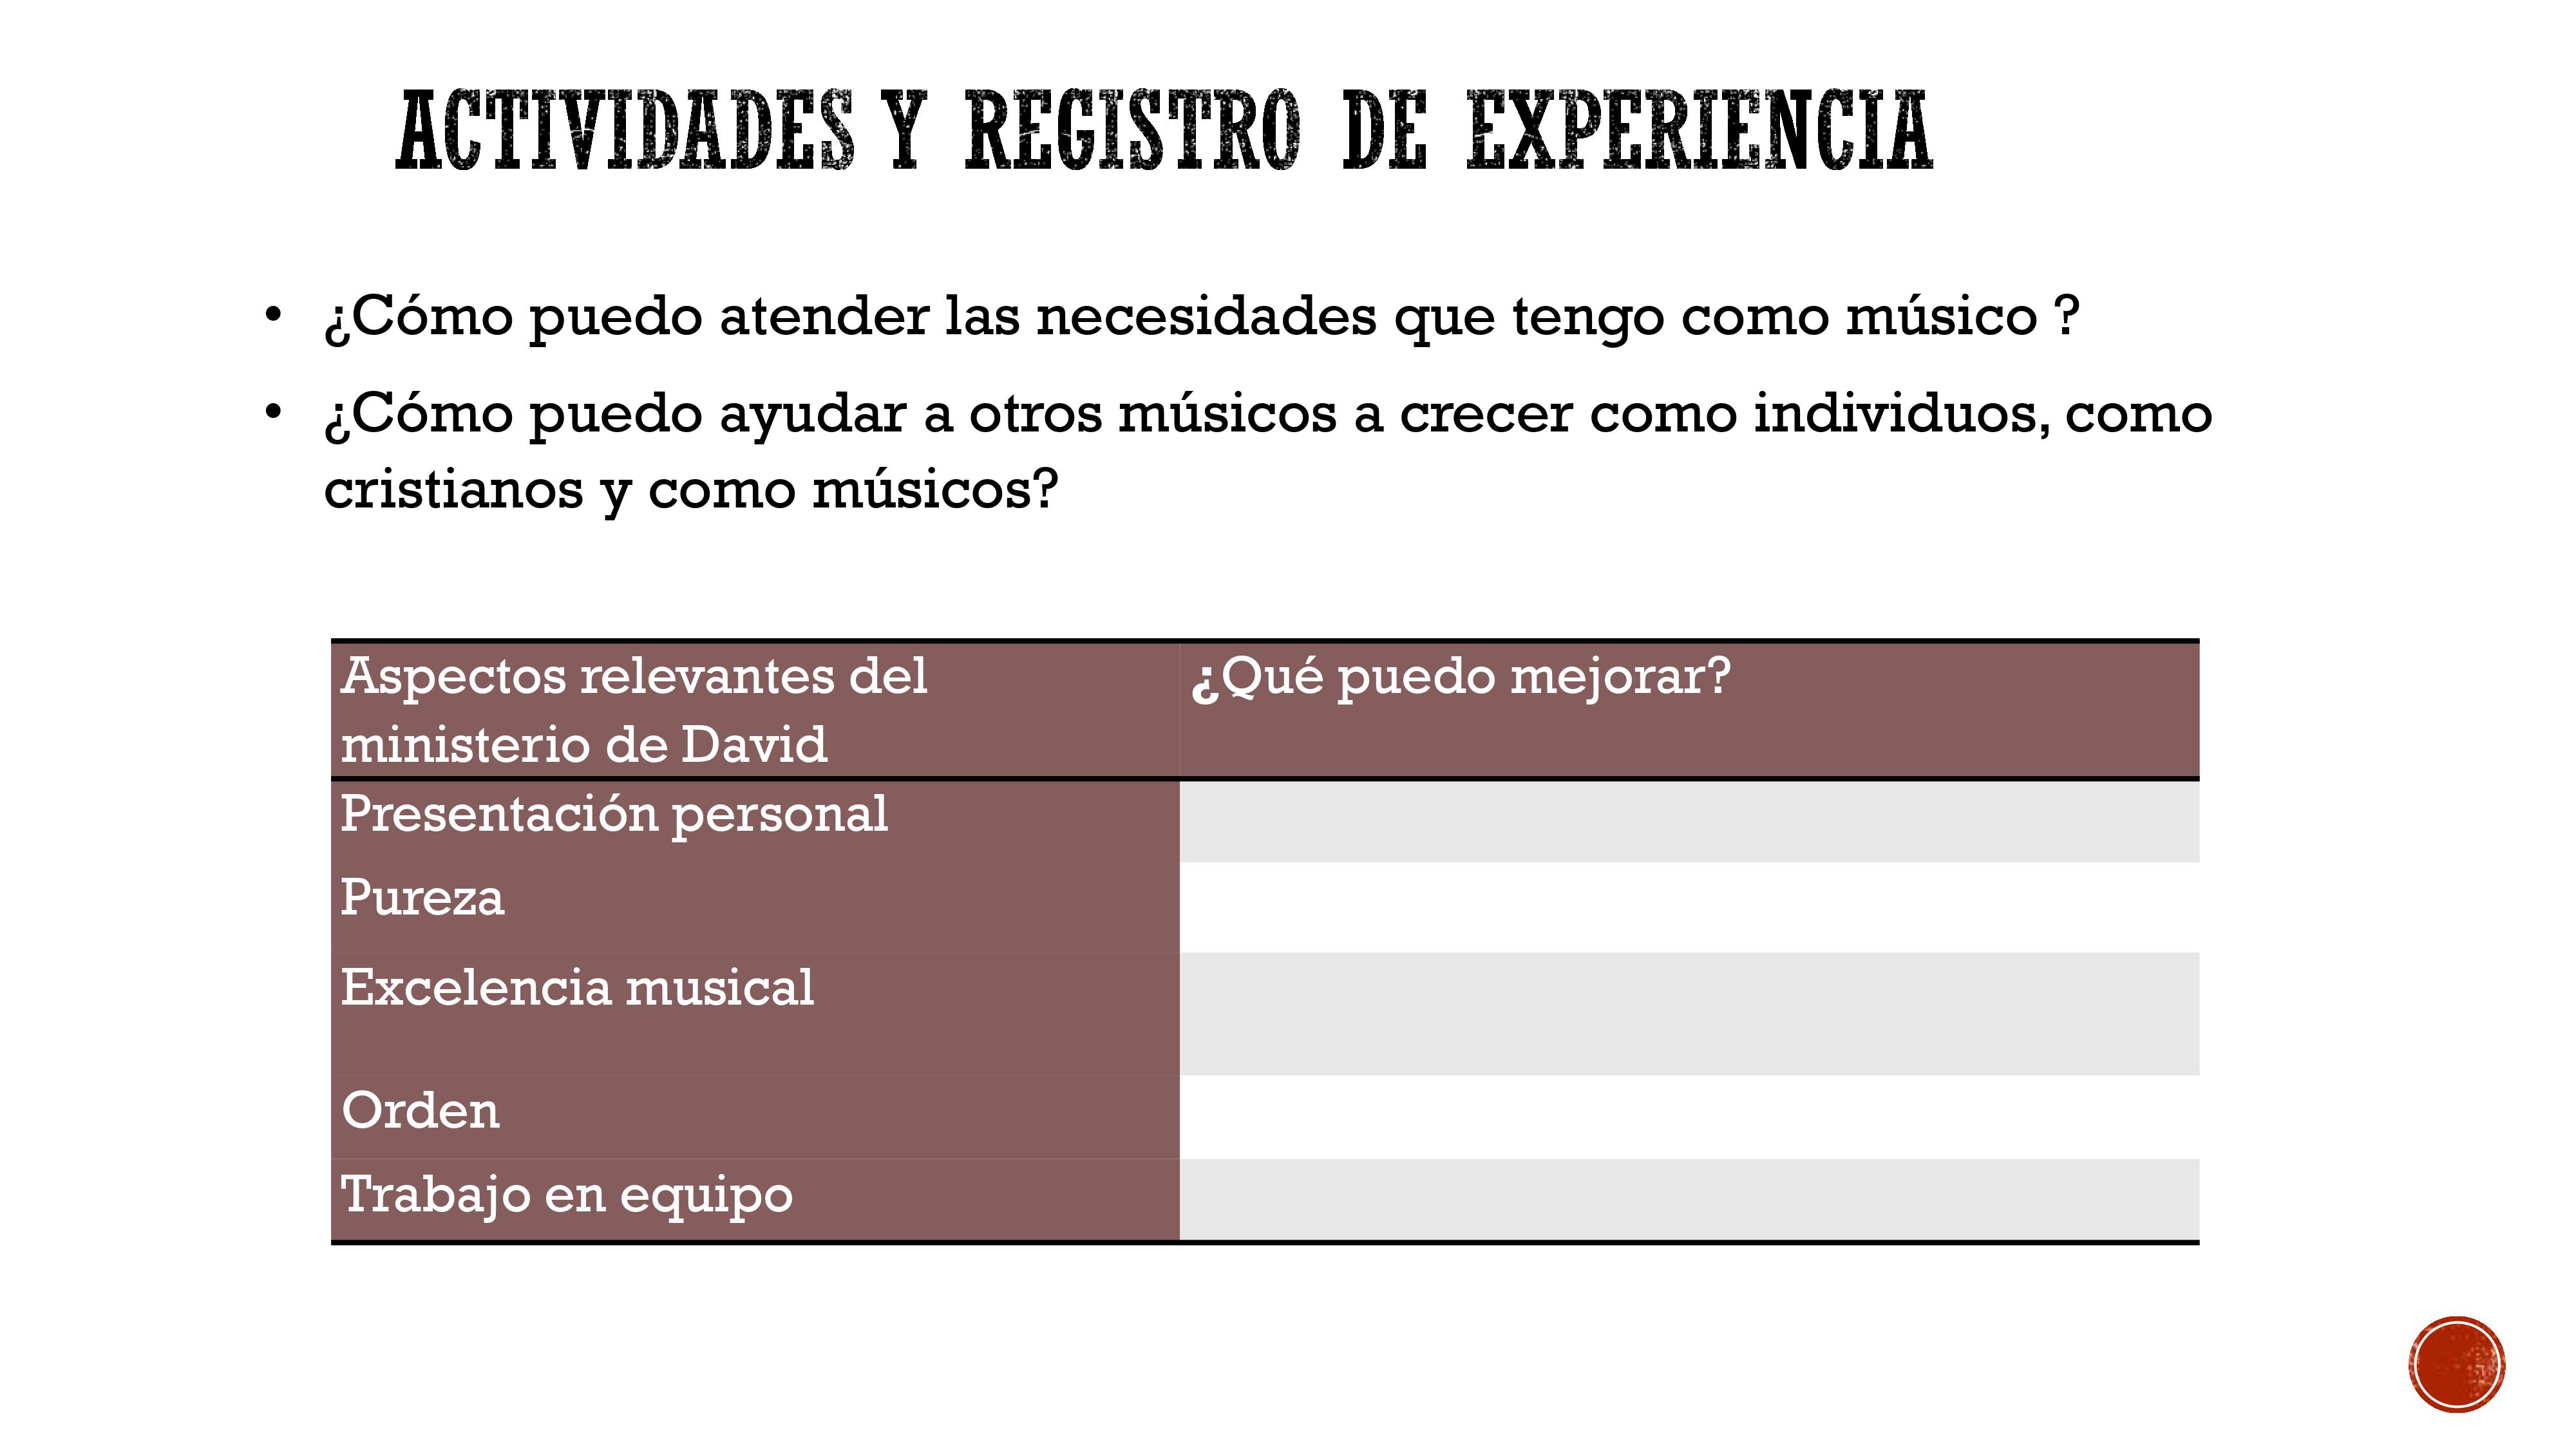 ACTIVIDADES Y REGISTRO DE EXPERIENCIA
• ¿Cómo puedo atender las necesidades que tengo como músico ?
• ¿Cómo puedo ayudar a otros músicos a crecer como individuos, como
cristianos y como músicos?
Aspectos relevantes del
ministerio de David
¿Qué puedo mejorar?
Presentación personal
Pureza
Excelencia musical
Orden
Trabajo en equipo